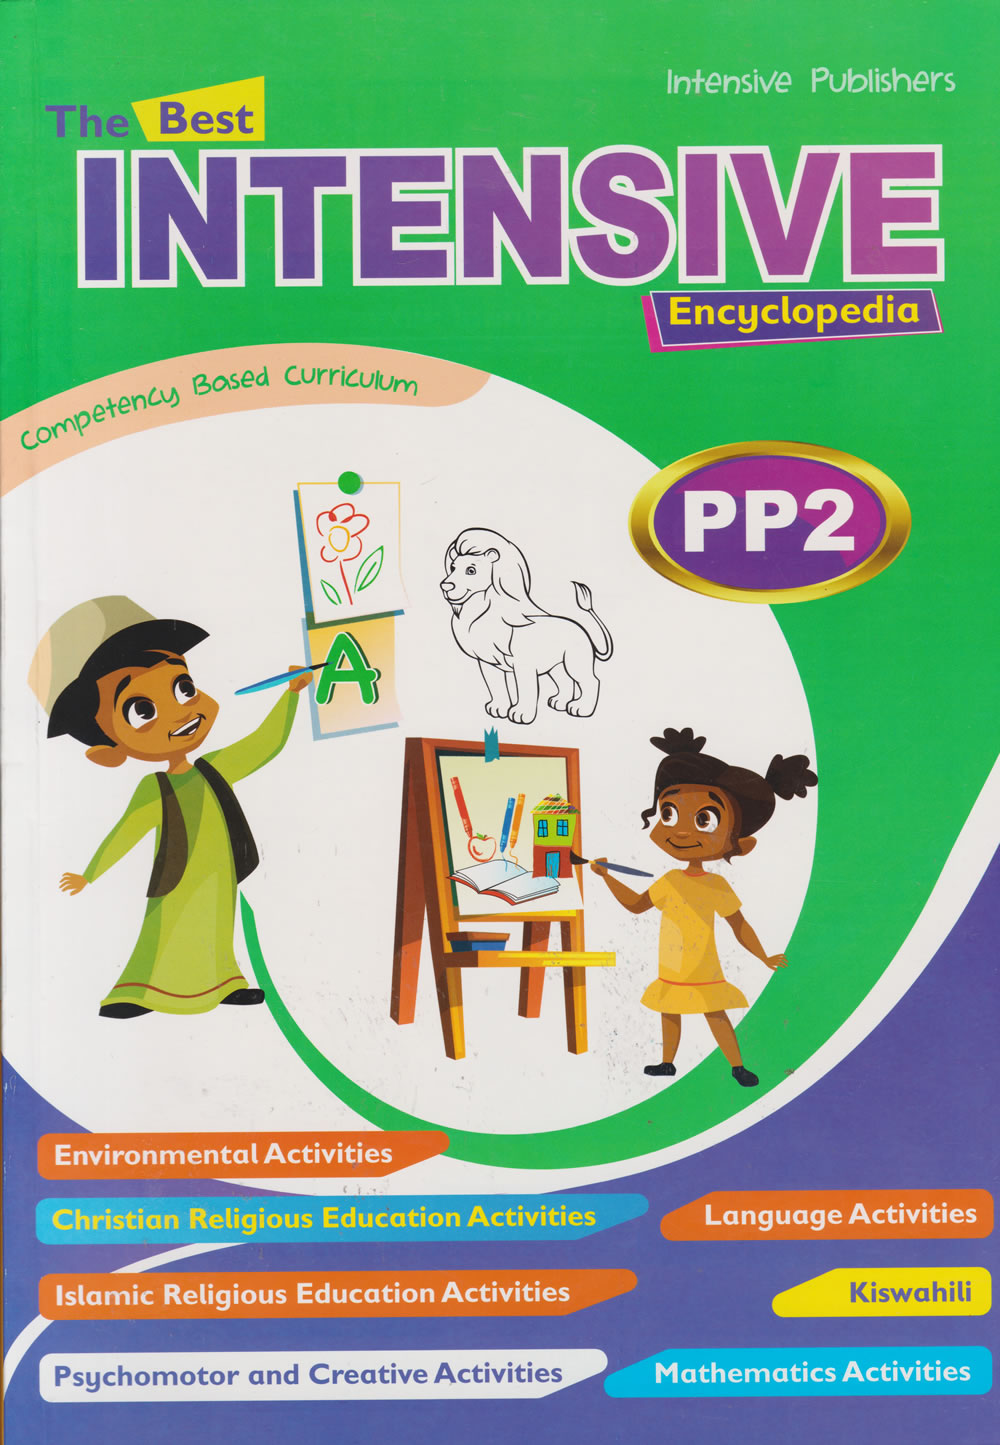 Intensive Publishers
The Best
INTENSIVE
Encyclopedia
Competency Based Curriculum
PP2
A
Environmental Activities
Christian Religious Education Activities
Language Activities
Islamic Religious Education Activities
Kiswahili
Psychomotor and Creative Activities
Mathematics Activities